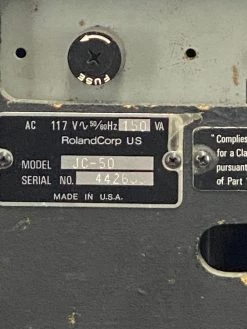 FUSE
AC 117 V∿ 50/60Hz 150 VA
RolandCorp US
MODEL JC-50
SERIAL NO.
MADE IN U.S.A.
"Complies
for a Cla
pursuant
of Part